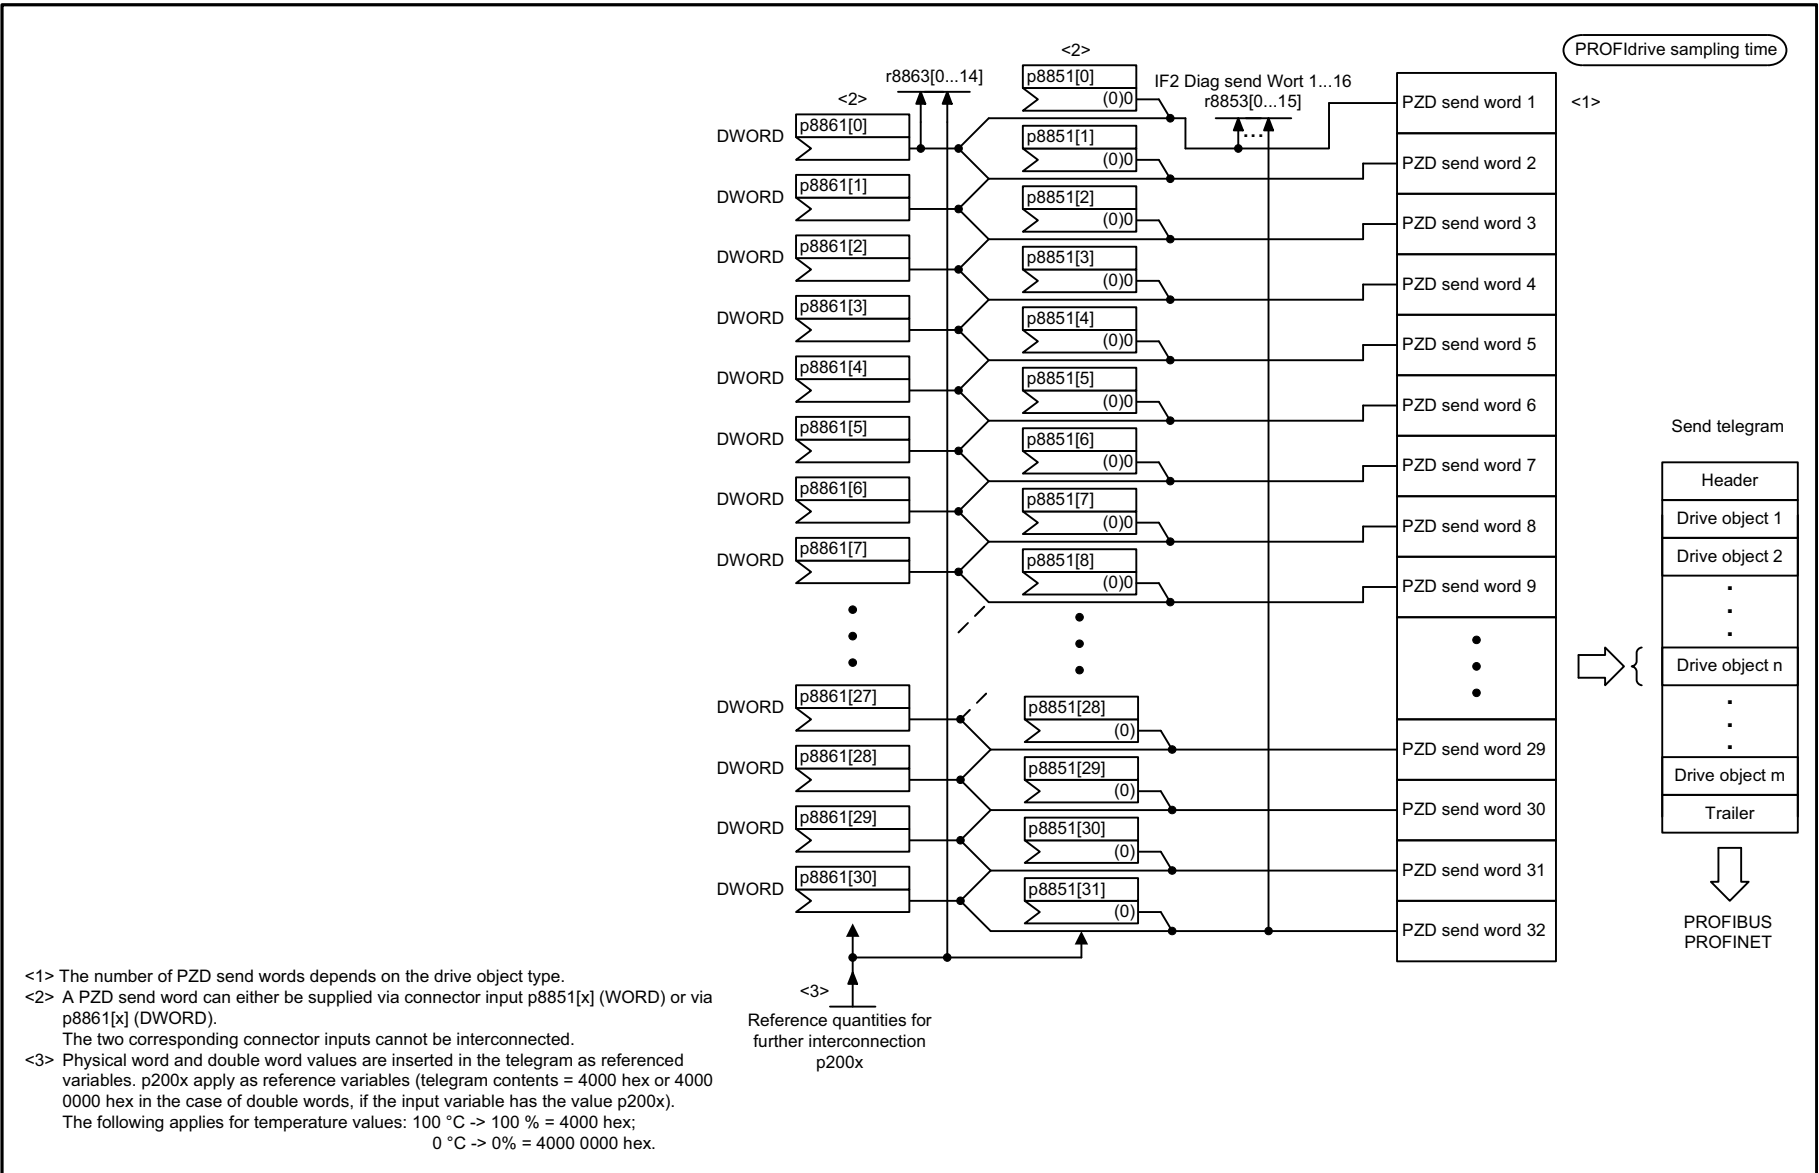 PROFIdrive sampling time
<2>
r8863[0...14]
p8851[0]
(0)0
IF2 Diag send Wort 1...16
r8853[0...15]
...
PZD send word 1
<1>
<2>
DWORD
p8861[0]
p8851[1]
(0)0
PZD send word 2
DWORD
p8861[1]
p8851[2]
(0)0
PZD send word 3
DWORD
p8861[2]
p8851[3]
(0)0
PZD send word 4
DWORD
p8861[3]
p8851[4]
(0)0
PZD send word 5
DWORD
p8861[4]
p8851[5]
(0)0
PZD send word 6
DWORD
p8861[5]
p8851[6]
(0)0
PZD send word 7
DWORD
p8861[6]
p8851[7]
(0)0
PZD send word 8
DWORD
p8861[7]
p8851[8]
(0)0
PZD send word 9
DWORD
p8861[27]
p8851[28]
(0)
PZD send word 29
DWORD
p8861[28]
p8851[29]
(0)
PZD send word 30
DWORD
p8861[29]
p8851[30]
(0)
PZD send word 31
DWORD
p8861[30]
p8851[31]
(0)
PZD send word 32
Send telegram
Header
Drive object 1
Drive object 2
Drive object n
Drive object m
Trailer
PROFIBUS
PROFINET
<3>
Reference quantities for
further interconnection
p200x
<1> The number of PZD send words depends on the drive object type.
<2> A PZD send word can either be supplied via connector input p8851[x] (WORD) or via
p8861[x] (DWORD).
The two corresponding connector inputs cannot be interconnected.
<3> Physical word and double word values are inserted in the telegram as referenced
variables. p200x apply as reference variables (telegram contents = 4000 hex or 4000
0000 hex in the case of double words, if the input variable has the value p200x).
The following applies for temperature values: 100 °C -> 100 % = 4000 hex;
0 °C -> 0% = 4000 0000 hex.